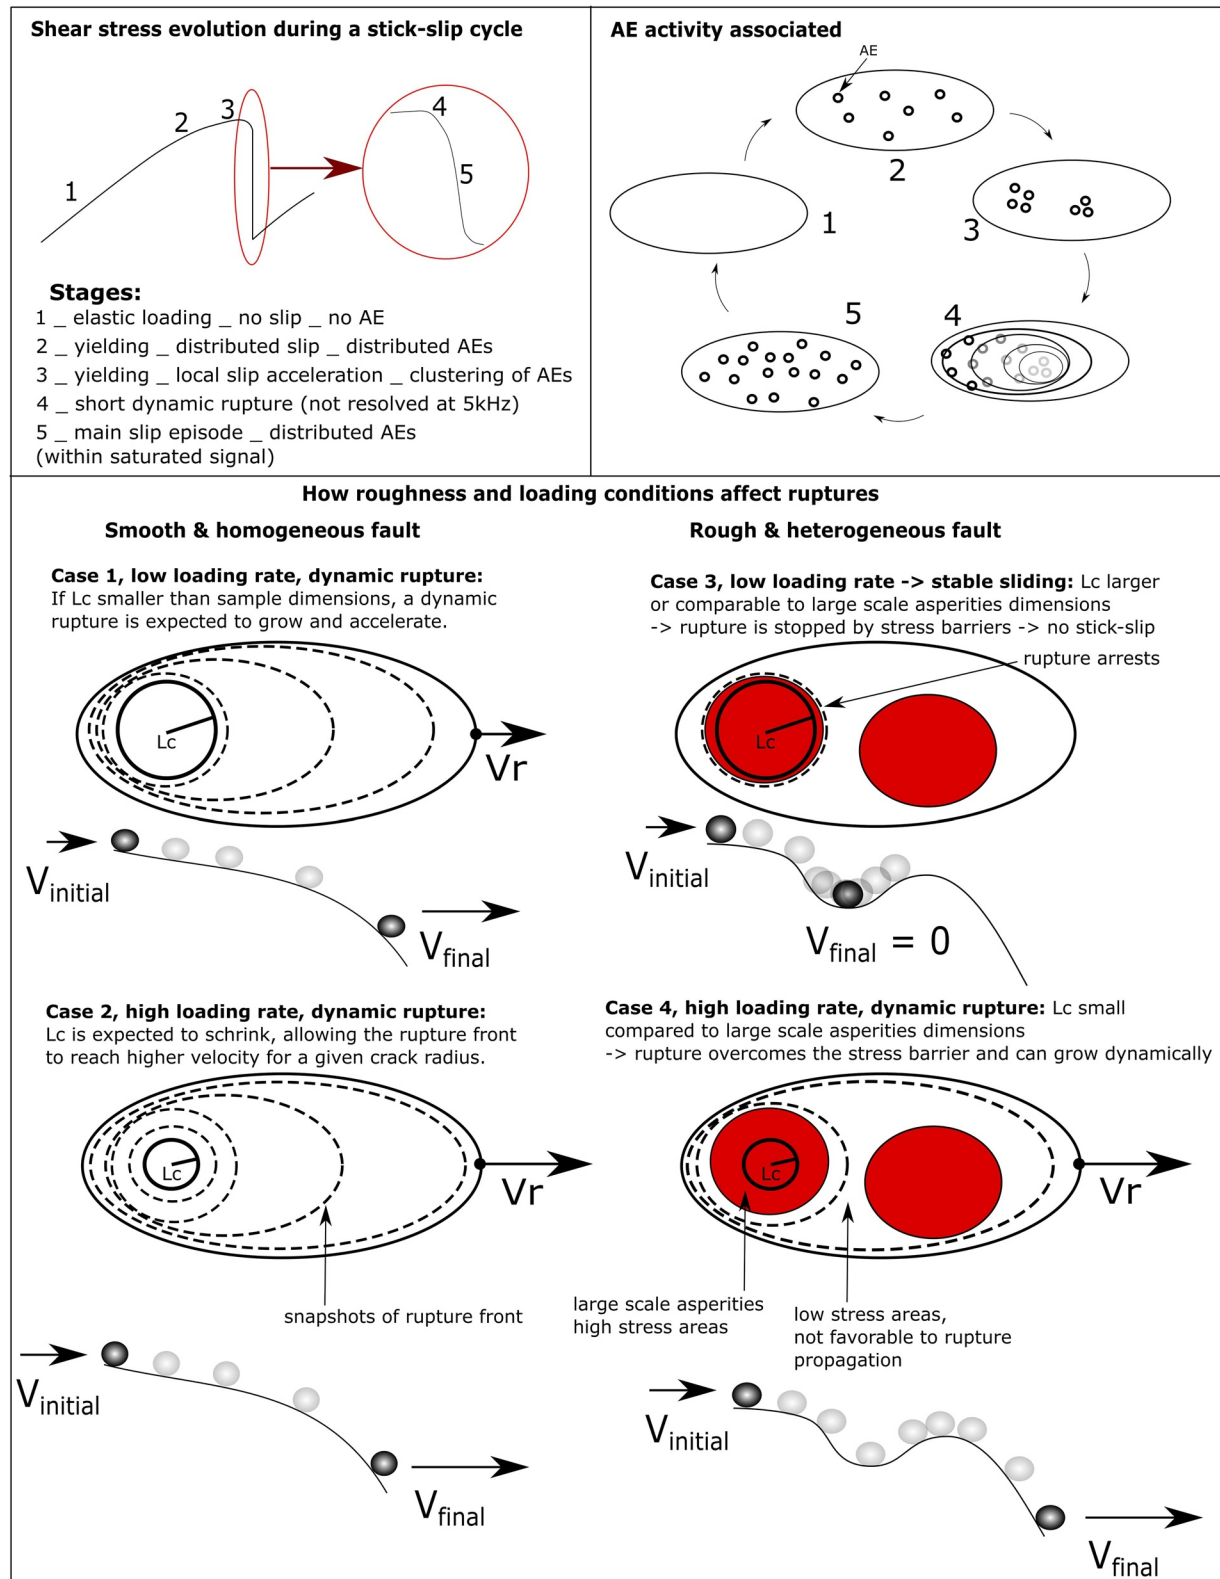 Shear stress evolution during a stick-slip cycle
1
2
3
4
5
Stages:
1 _ elastic loading _ no slip _ no AE
2 _ yielding _ distributed slip _ distributed AEs
3 _ yielding _ local slip acceleration _ clustering of AEs
4 _ short dynamic rupture (not resolved at 5kHz)
5 _ main slip episode _ distributed AEs
(within saturated signal)
AE activity associated
AE
2
1
3
5
4
How roughness and loading conditions affect ruptures
Smooth & homogeneous fault
Case 1, low loading rate, dynamic rupture:
If Lc smaller than sample dimensions, a dynamic
rupture is expected to grow and accelerate.
Lc
Vr
Vinitial
Vfinal
Case 2, high loading rate, dynamic rupture:
Lc is expected to schrink, allowing the rupture front
to reach higher velocity for a given crack radius.
Lc
Vr
snapshots of rupture front
Vinitial
Vfinal
Rough & heterogeneous fault
Case 3, low loading rate -> stable sliding: Lc larger
or comparable to large scale asperities dimensions
-> rupture is stopped by stress barriers -> no stick-slip
rupture arrests
Lc
Vinitial
Vfinal = 0
Case 4, high loading rate, dynamic rupture: Lc small
compared to large scale asperities dimensions
-> rupture overcomes the stress barrier and can grow dynamically
Lc
Vr
large scale asperities
high stress areas
low stress areas,
not favorable to rupture
propagation
Vinitial
Vfinal